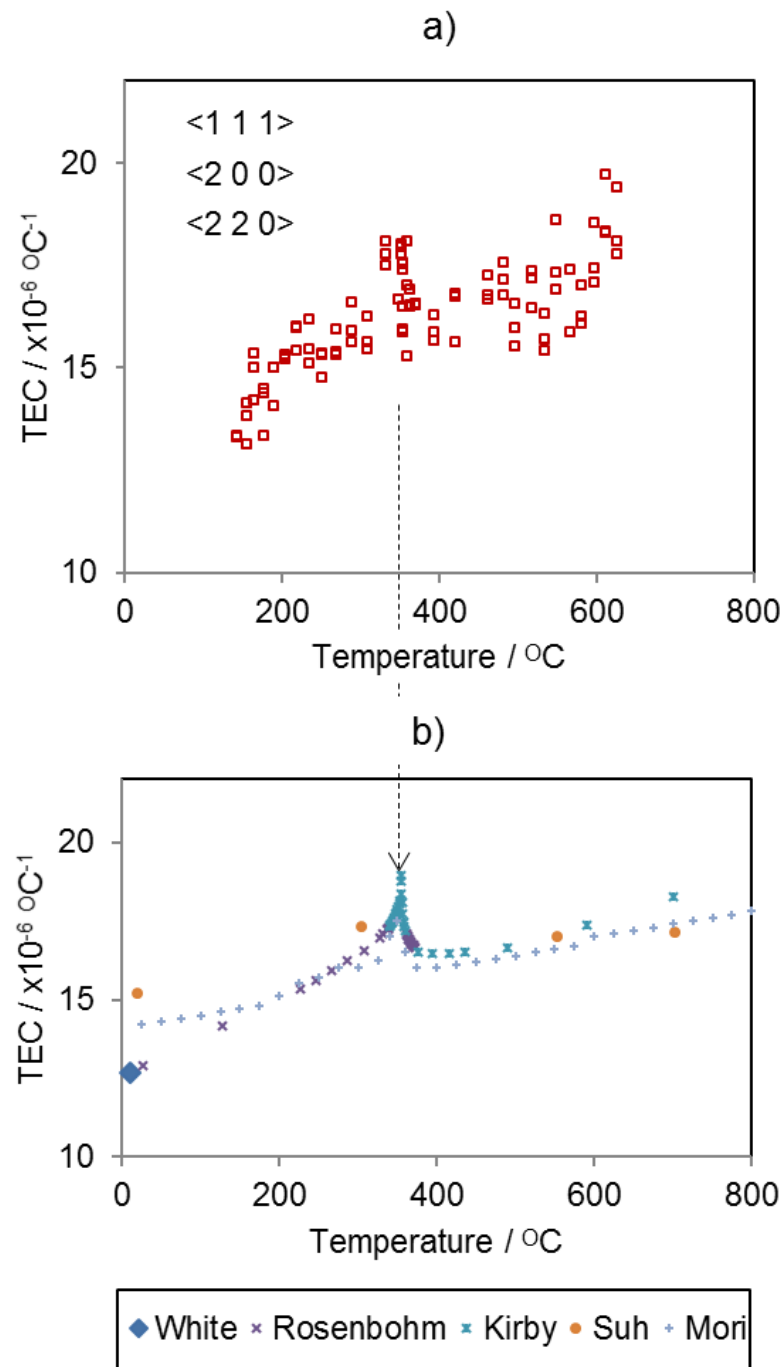 a)
<1 1 1>
<2 0 0>
<2 2 0>
20
15
10
TEC / x10⁻⁶ ᴼC⁻¹
0 200 400 600 800
Temperature / ᴼC
b)
20
15
10
TEC / x10⁻⁶ ᴼC⁻¹
0 200 400 600 800
Temperature / ᴼC
White Rosenbohm Kirby Suh Mori